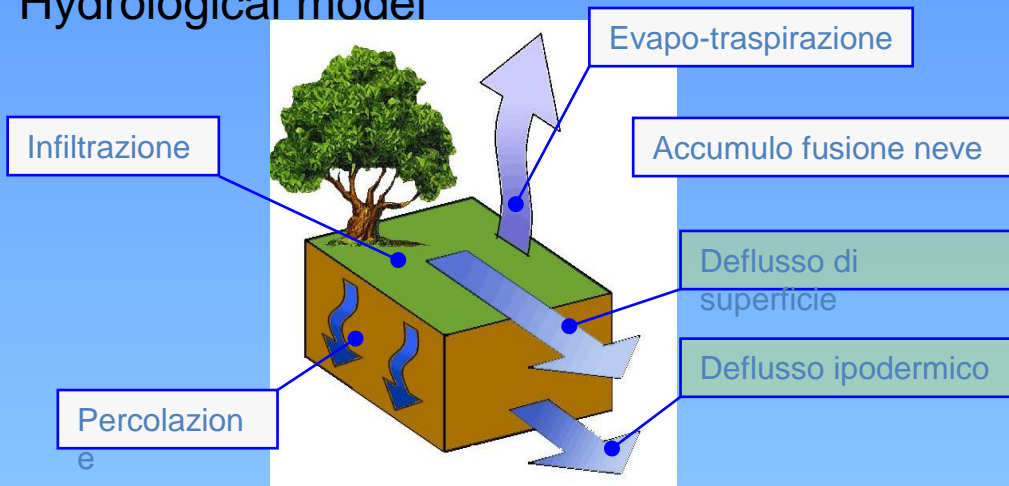 Hydrological model
Evapo-traspirazione
Infiltrazione
Accumulo fusione neve
Deflusso di
superficie
Deflusso ipodermico
Percolazion
e